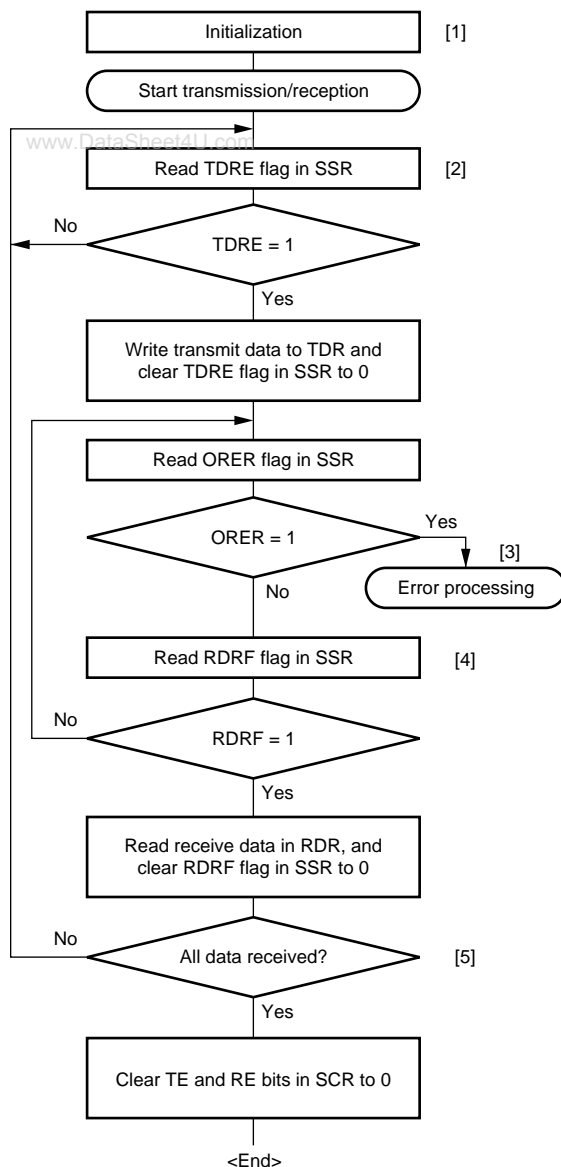 Initialization
[1]
Start transmission/reception
www.DataSheet4U.com
Read TDRE flag in SSR
[2]
No
TDRE = 1
Yes
Write transmit data to TDR and
clear TDRE flag in SSR to 0
Read ORER flag in SSR
ORER = 1
Yes
[3]
Error processing
No
Read RDRF flag in SSR
[4]
No
RDRF = 1
Yes
Read receive data in RDR, and
clear RDRF flag in SSR to 0
No
All data received?
[5]
Yes
Clear TE and RE bits in SCR to 0
<End>